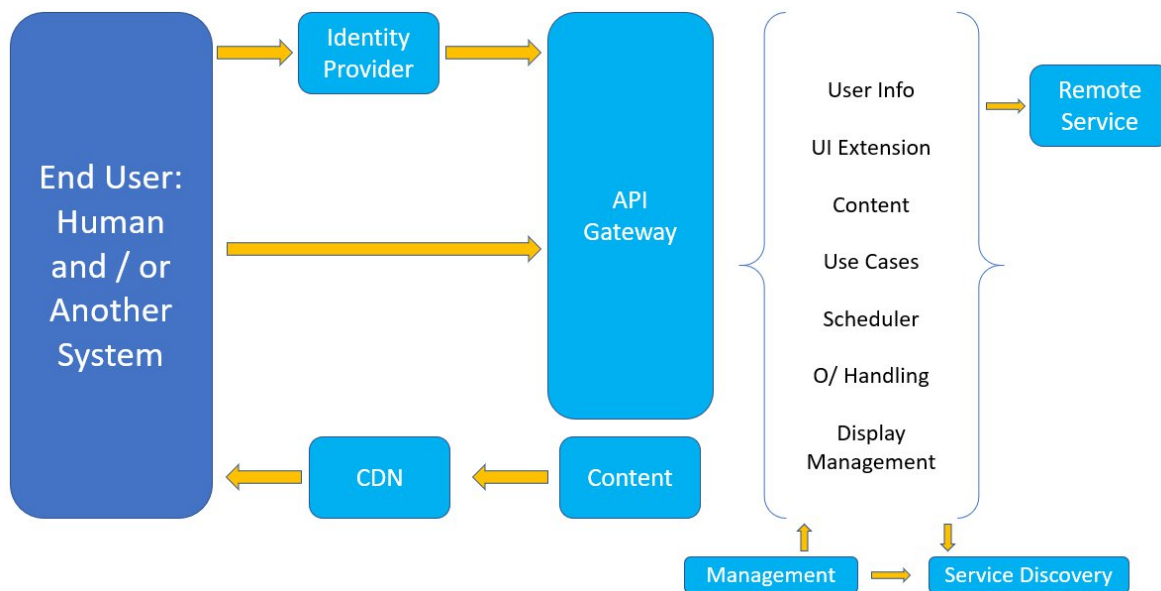 End User:
Human
and / or
Another
System
Identity
Provider
API
Gateway
CDN
Content
User Info
UI Extension
Content
Use Cases
Scheduler
O/ Handling
Display
Management
Remote
Service
Management
Service Discovery